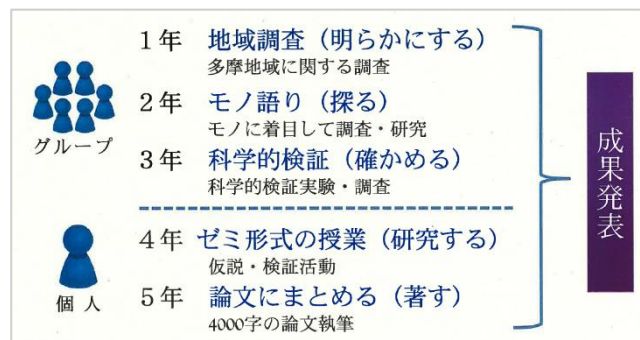 1年 地域調査（明らかにする）
多摩地域に関する調査
2年 モノ語り（探る）
モノに着目して調査・研究
グループ
3年 科学的検証（確かめる）
科学的検証実験・調査
4年 ゼミ形式の授業（研究する）
仮説・検証活動
個人
5年 論文にまとめる（著す）
4000字の論文執筆
成果発表